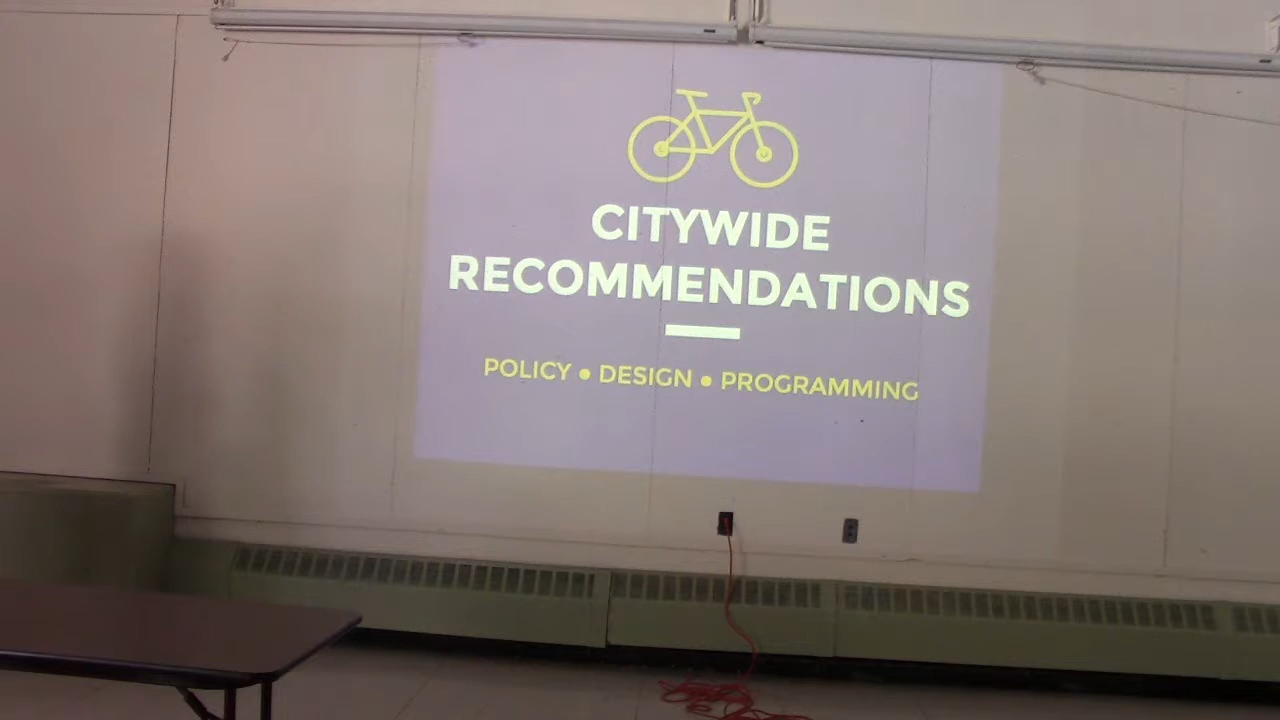 CITYWIDE
RECOMMENDATIONS
POLICY ● DESIGN ● PROGRAMMING